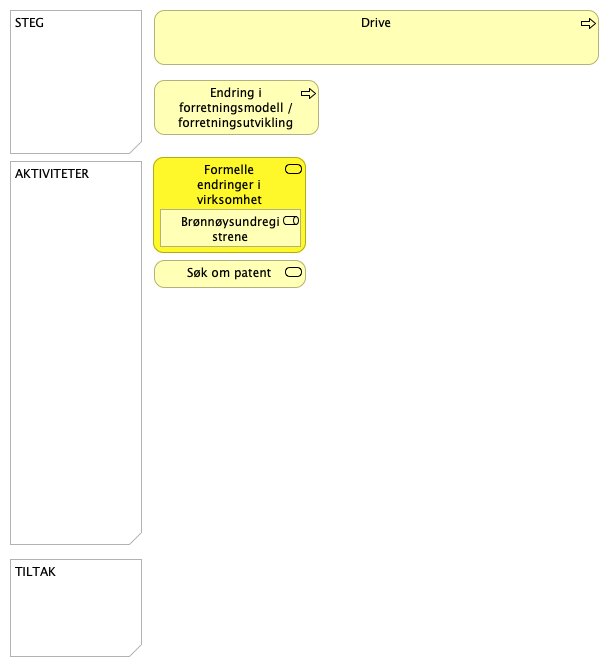 STEG
Drive
Endring i
forretningsmodell /
forretningsutvikling
AKTIVITETER
Formelle
endringer i
virksomhet
Brønnøysundregi
strene
Søk om patent
TILTAK